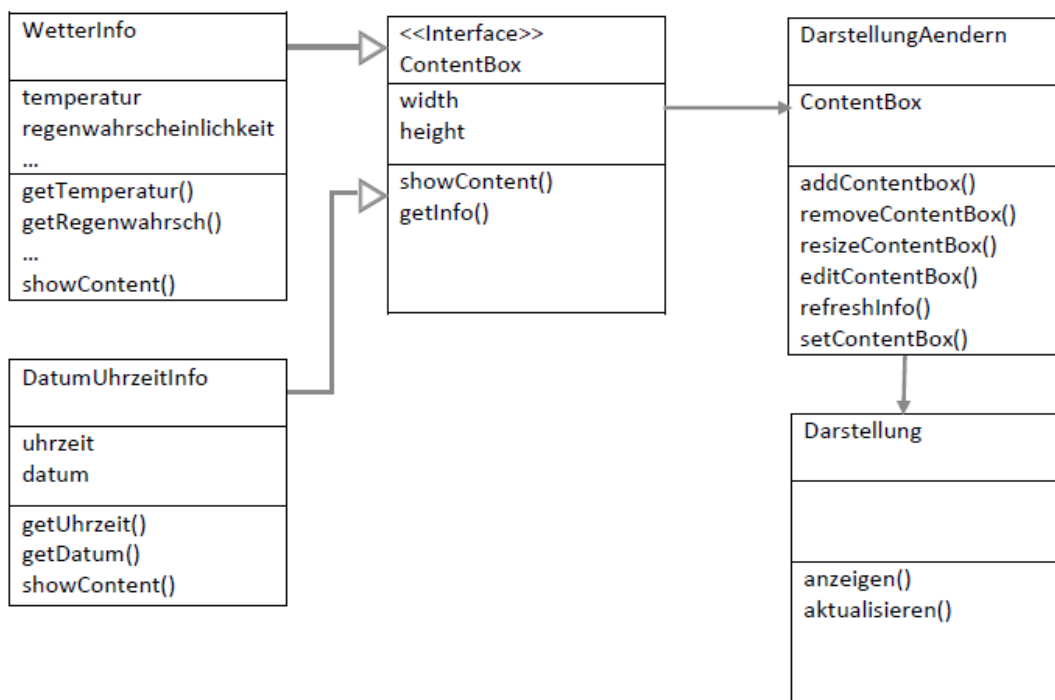 WetterInfo
temperatur
regenwahrscheinlichkeit
...
getTemperatur()
getRegenwahrsch()
...
showContent()
<<Interface>>
ContentBox
width
height
showContent()
getInfo()
DarstellungAendern
ContentBox
addContentbox()
removeContentBox()
resizeContentBox()
editContentBox()
refreshInfo()
setContentBox()
DatumUhrzeitInfo
uhrzeit
datum
getUhrzeit()
getDatum()
showContent()
Darstellung
anzeigen()
aktualisieren()